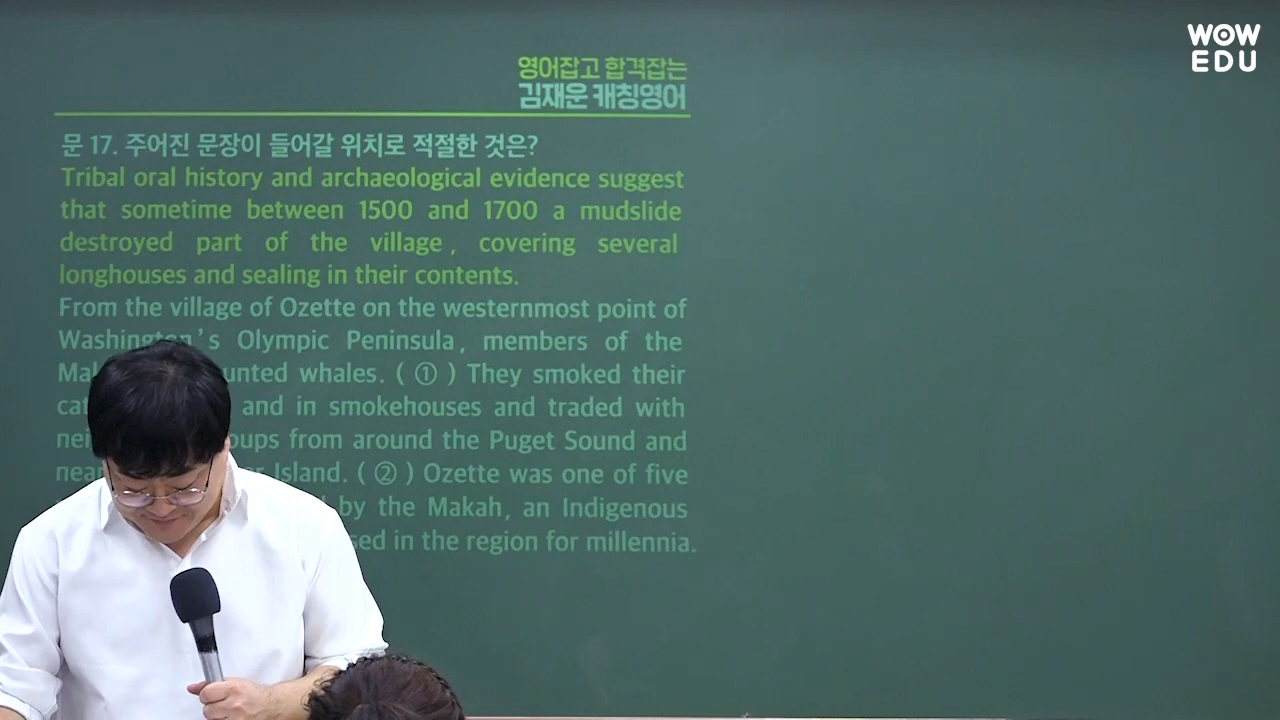 WOW
EDU
영어잡고 합격잡는
김재운 캐칭영어
문 17. 주어진 문장이 들어갈 위치로 적절한 것은?
Tribal oral history and archaeological evidence suggest
that sometime between 1500 and 1700 a mudslide
destroyed part of the village, covering several
longhouses and sealing in their contents.
From the village of Ozette on the westernmost point of
Washington's Olympic Peninsula, members of the
unted whales. ( ① ) They smoked their
and in smokehouses and traded with
oups from around the Puget Sound and
Island. ( ② ) Ozette was one of five
by the Makah, an Indigenous
sed in the region for millennia.